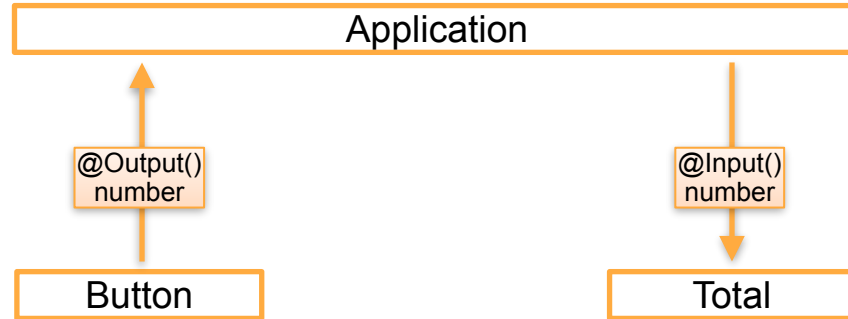 Application
@Output()
number
@Input()
number
Button
Total